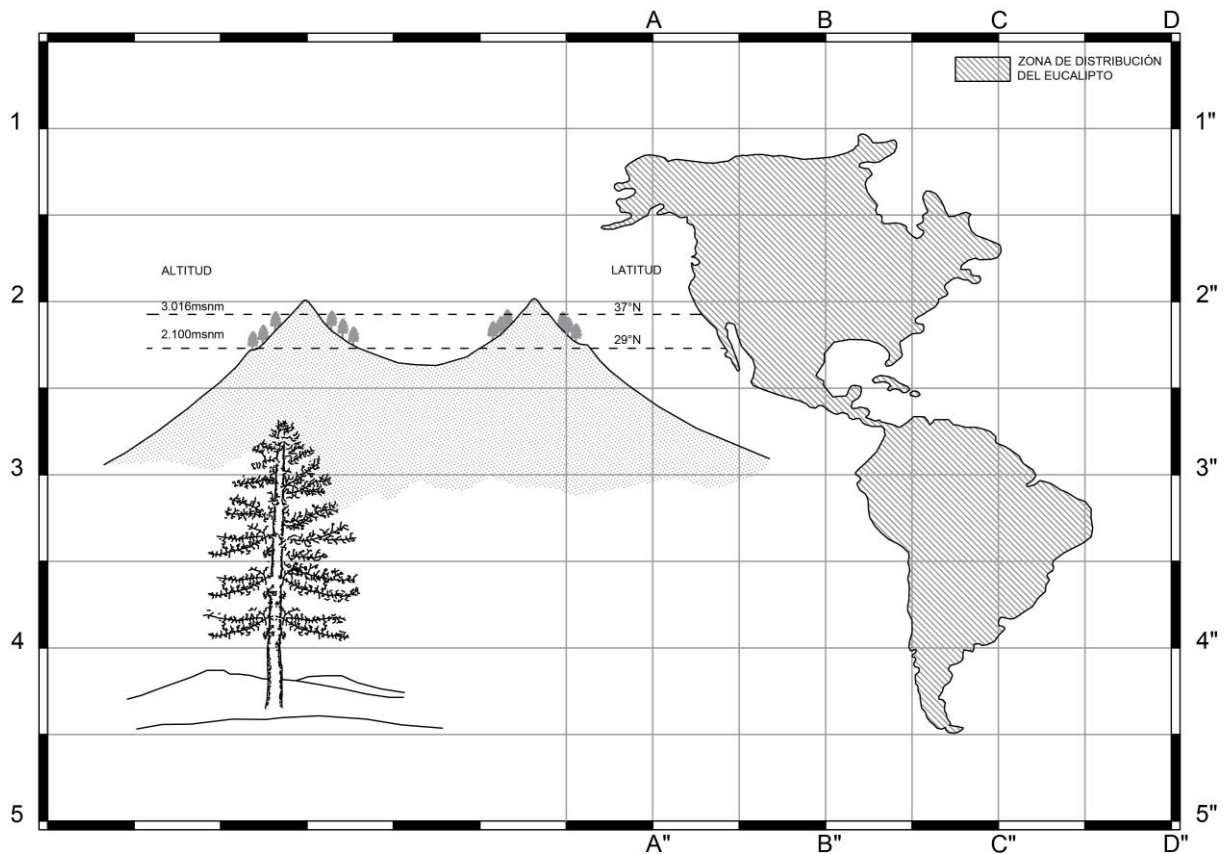 A B C D
ZONA DE DISTRIBUCIÓN
DEL EUCALIPTO
1 1"
ALTITUD LATITUD
2 2"
3.016msnm 37°N
2.100msnm 29°N
3 3"
4 4"
5 5"
A" B" C" D"